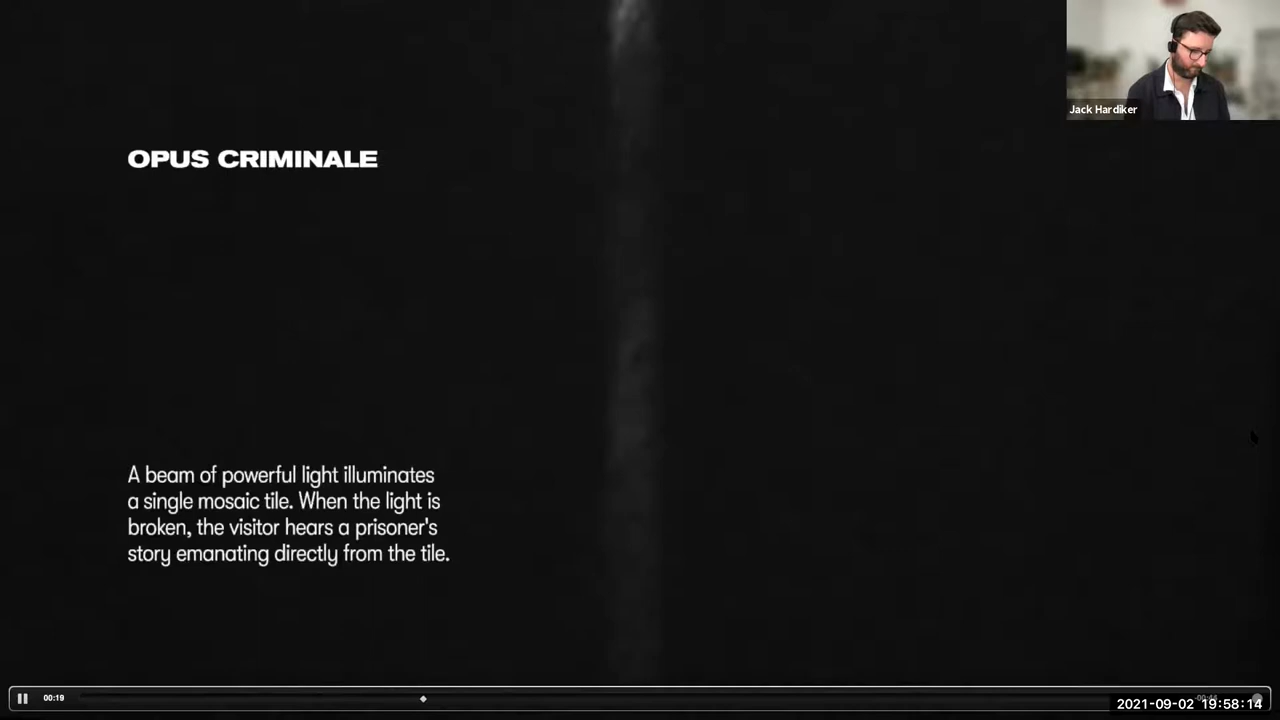 Jack Hardiker
OPUS CRIMINALE
A beam of powerful light illuminates
a single mosaic tile. When the light is
broken, the visitor hears a prisoner's
story emanating directly from the tile.
00:19
2021-09-02 19:58:14